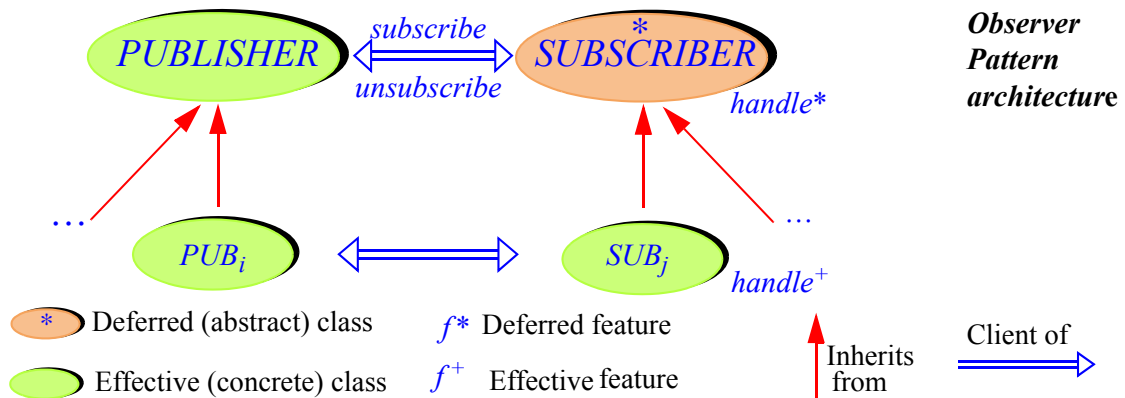 PUBLISHER
subscribe
unsubscribe
*
SUBSCRIBER
handle*
Observer
Pattern
architecture
…
…
PUBi
SUBj
handle+
* Deferred (abstract) class
f* Deferred feature
Effective (concrete) class
f+ Effective feature
Inherits
from
Client of